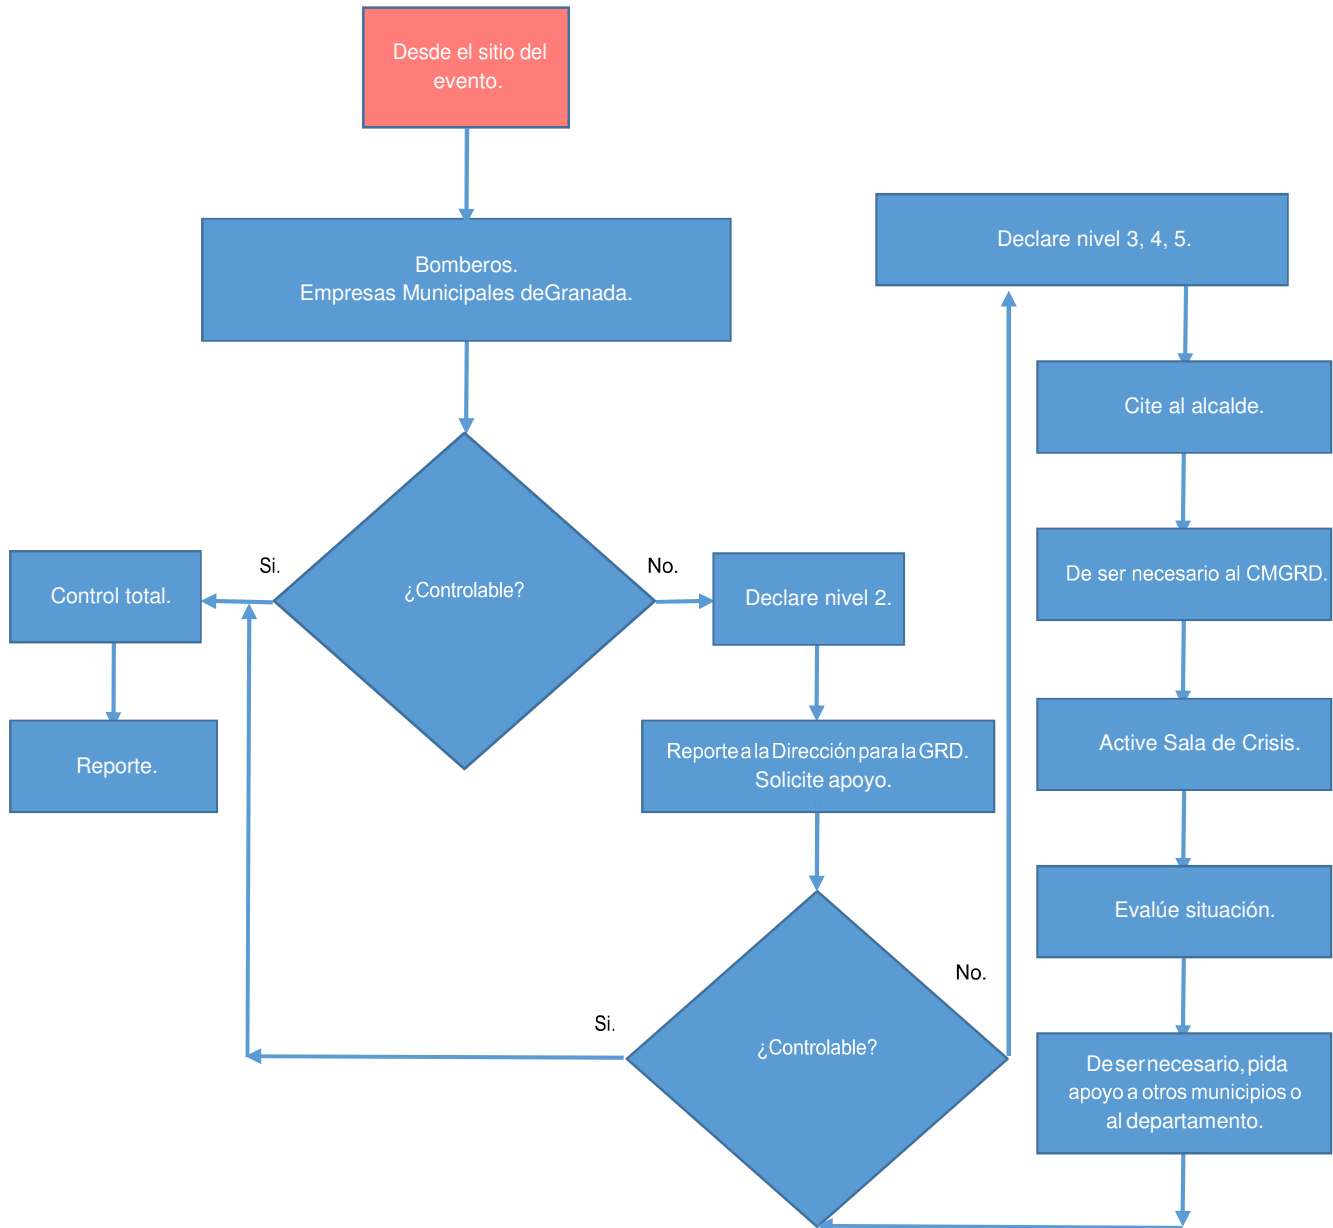 Desde el sitio del
evento.
Bomberos.
Empresas Municipales deGranada.
¿Controlable?
Si.
Control total.
Reporte.
No.
Declare nivel 2.
Reporte a la Dirección para la GRD.
Solicite apoyo.
¿Controlable?
Si.
No.
Declare nivel 3, 4, 5.
Cite al alcalde.
De ser necesario al CMGRD.
Active Sala de Crisis.
Evalúe situación.
De ser necesario, pida
apoyo a otros municipios o
al departamento.